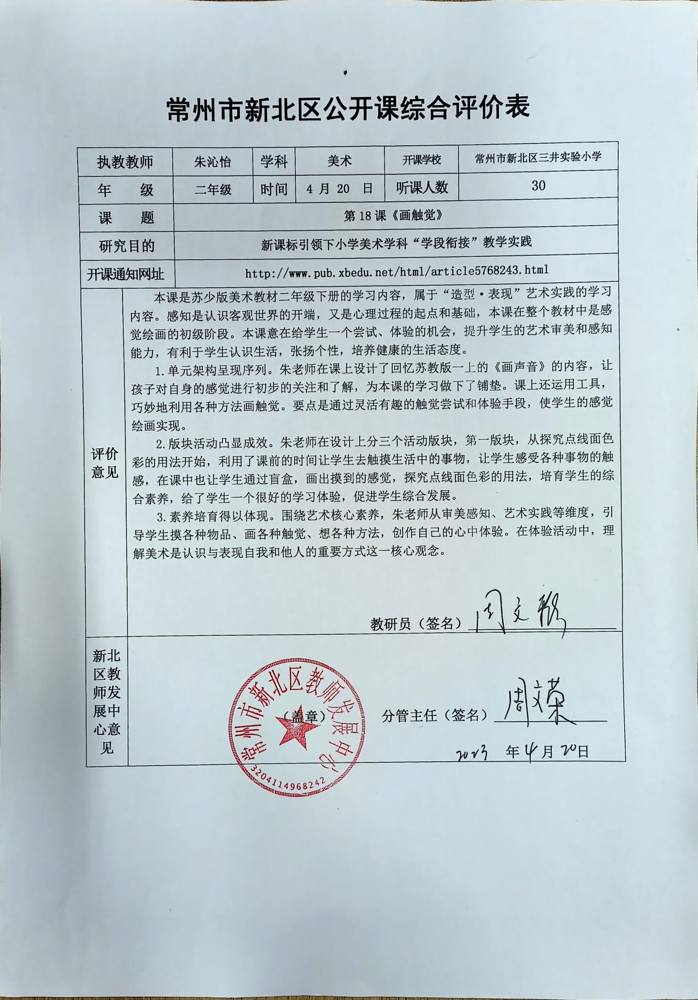 常州市新北区公开课综合评价表
执教教师 朱沁怡 学科 美术 开课学校 常州市新北区三井实验小学
年 级 二年级 时间 4 月 20 日 听课人数 30
课 题 第 18 课《画触觉》
研究目的 新课标引领下小学美术学科“学段衔接”教学实践
开课通知网址 http://www.pub.xbedu.net/html/article5768243.html
本课是苏少版美术教材二年级下册的学习内容，属于“造型·表现”艺术实践的学习
内容。感知是认识客观世界的开端，又是心理过程的起点和基础，本课在整个教材中是感
觉绘画的初级阶段。本课意在给学生一个尝试、体验的机会，提升学生的艺术审美和感知
能力，有利于学生认识生活，张扬个性，培养健康的生活态度。
1.单元架构呈现序列。朱老师在课上设计了回忆苏教版一上的《画声音》的内容，让
孩子对自身的感觉进行初步的关注和了解，为本课的学习做下了铺垫。课上还运用工具，
巧妙地利用各种方法画触觉。要点是通过灵活有趣的触觉尝试和体验手段，使学生的感觉
绘画实现。
2.版块活动凸显成效。朱老师在设计上分三个活动版块，第一版块，从探究点线面色
彩的用法开始，利用了课前的时间让学生去触摸生活中的事物，让学生感受各种事物的触
感，在课中也让学生通过盲盒，画出摸到的感觉，探究点线面色彩的用法，培育学生的综
合素养，给了学生一个很好的学习体验，促进学生综合发展。
3.素养培育得以体现。围绕艺术核心素养，朱老师从审美感知、艺术实践等维度，引
导学生摸各种物品、画各种触觉、想各种方法，创作自己的心中体验。在体验活动中，理
解美术是认识与表现自我和他人的重要方式这一核心观念。
评价
意见
教研员（签名） 周文
新北
区教
师发
展中
心意
见
常州市新北区教师发展中心
（盖章）
3204114968242
分管主任（签名） 周文荣
2023 年 4 月 20 日